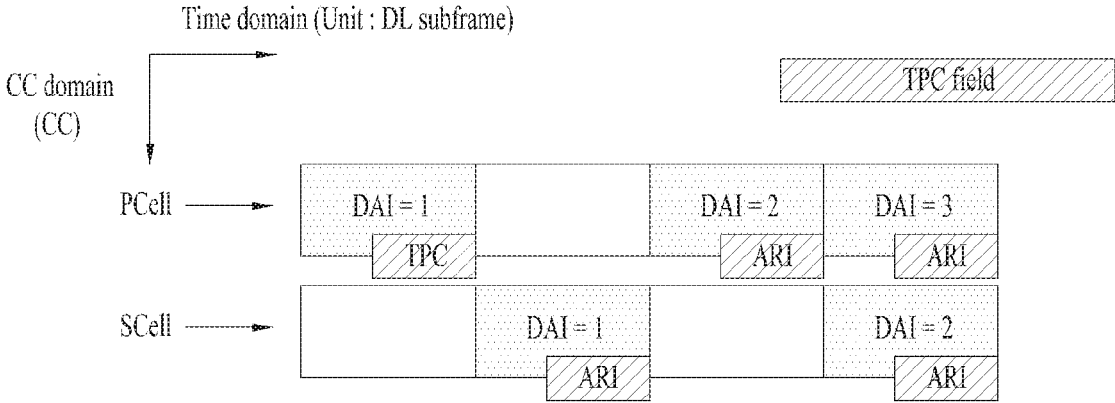 Time domain (Unit : DL subframe)
CC domain
(CC)
TPC field
PCell
DAI = 1
DAI = 2
DAI = 3
TPC
ARI
ARI
SCell
DAI = 1
DAI = 2
ARI
ARI